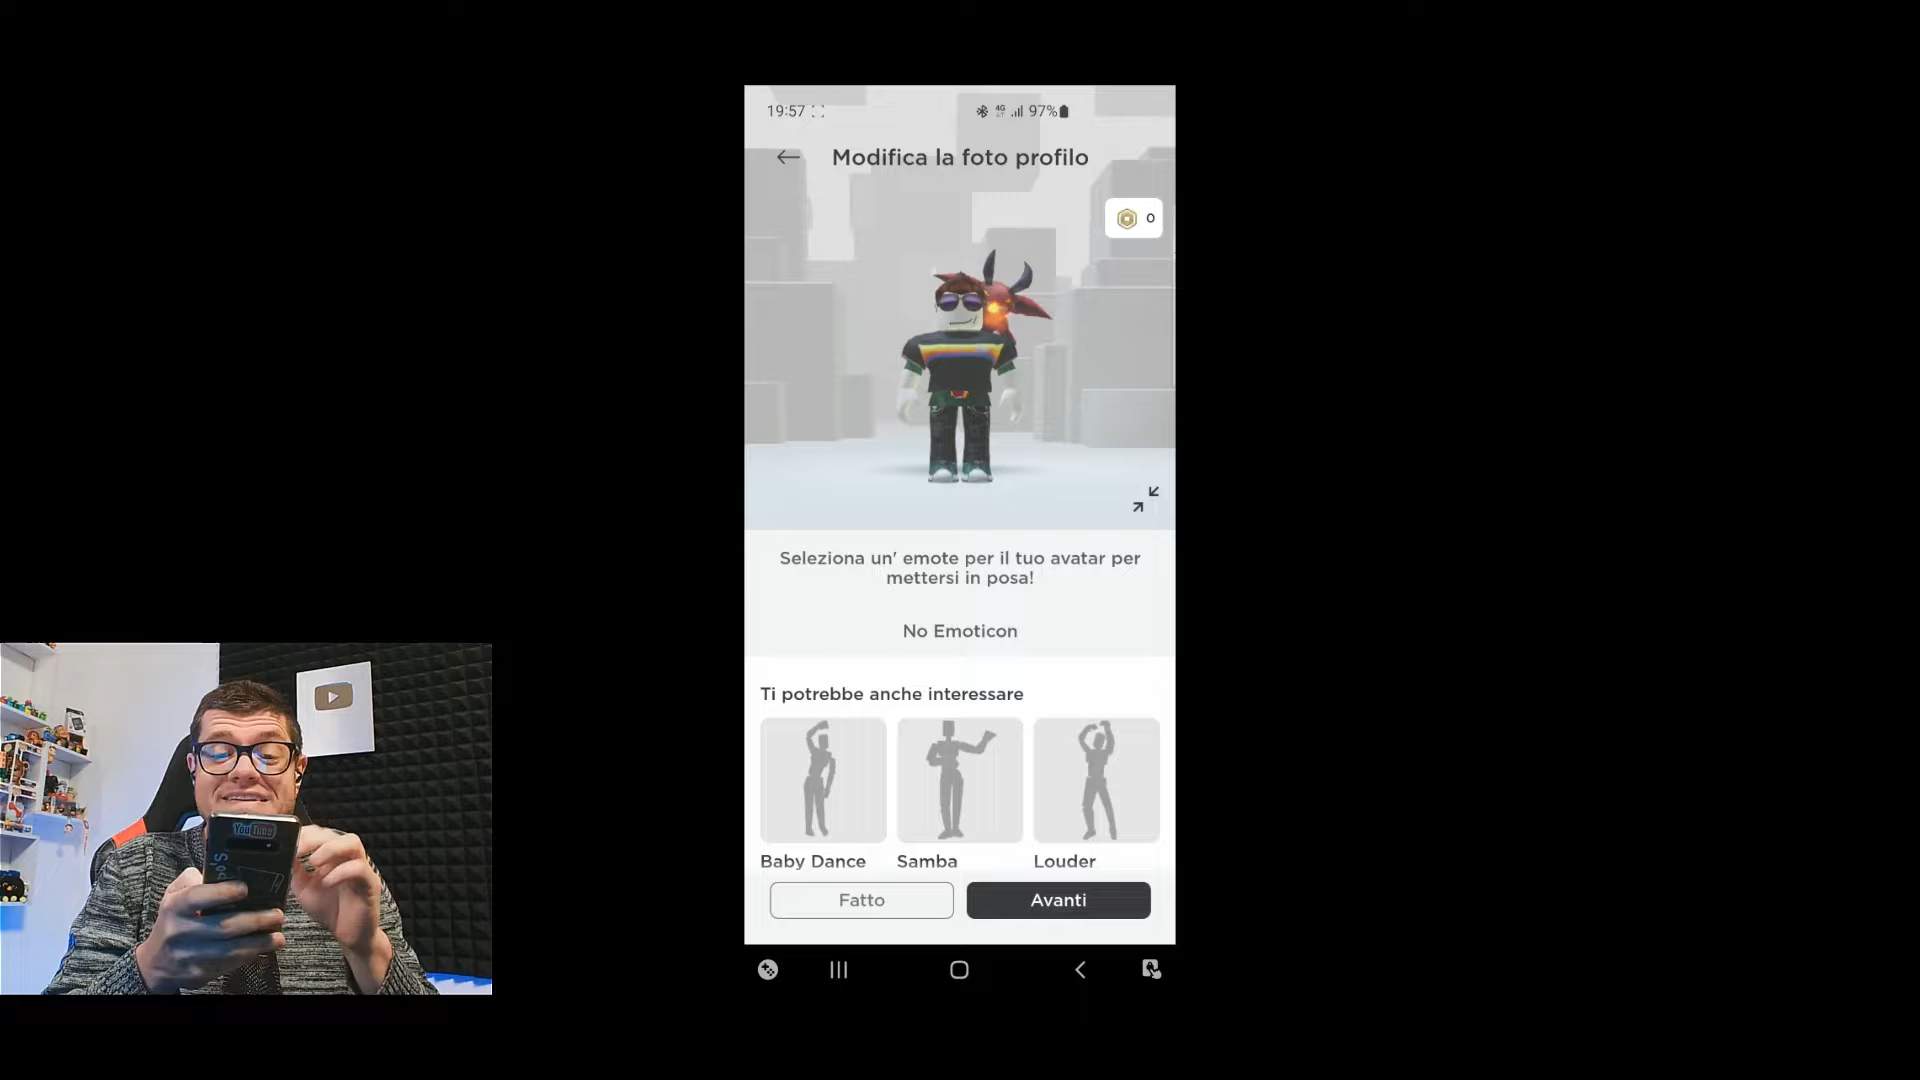 19:57
4G
97%
Modifica la foto profilo
0
Seleziona un' emote per il tuo avatar per
mettersi in posa!
No Emoticon
Ti potrebbe anche interessare
Baby Dance
Samba
Louder
Fatto
Avanti
YouTube